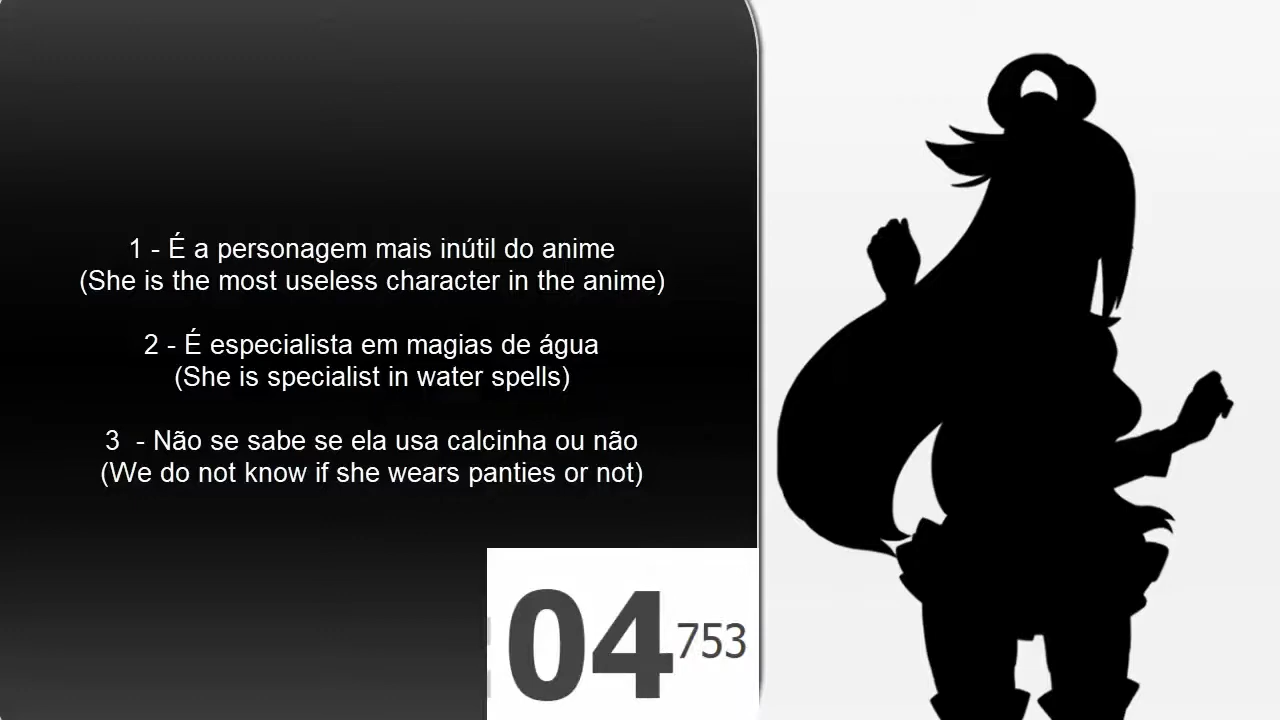 1 - É a personagem mais inútil do anime
(She is the most useless character in the anime)
2 - É especialista em magias de água
(She is specialist in water spells)
3  - Não se sabe se ela usa calcinha ou não
(We do not know if she wears panties or not)
04 753